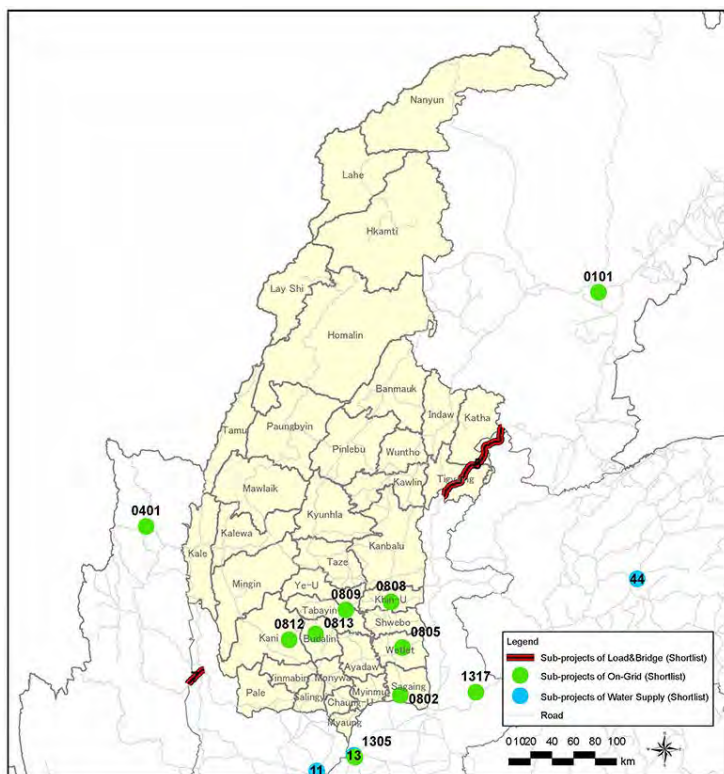 Nanyun
Lahe
Hkamti
0101
Lay Shi
Homalin
Banmauk
Indaw
Katha
Tamu
Paungbyin
Pinlebu
Wuntho
Kawlin
Mawlaik
0401
Kyunhla
Kale
Kalewa
Kanbalu
Taze
Mingin
Ye-U
44
0809
0808
Khin-U
Tabayin
0812
0813
Shwebo
Kani
Budalin
0805
Wetlet
Ayadaw
Yinmabin
Monywa
Pale
Salingyi
Myinmu
Sagaing
1317
Chaung-U
0802
Myaung
1305
13
11
Legend
Sub-projects of Load&Bridge (Shortlist)
Sub-projects of On-Grid (Shortlist)
Sub-projects of Water Supply (Shortlist)
Road
01020 40 60 80 100
km